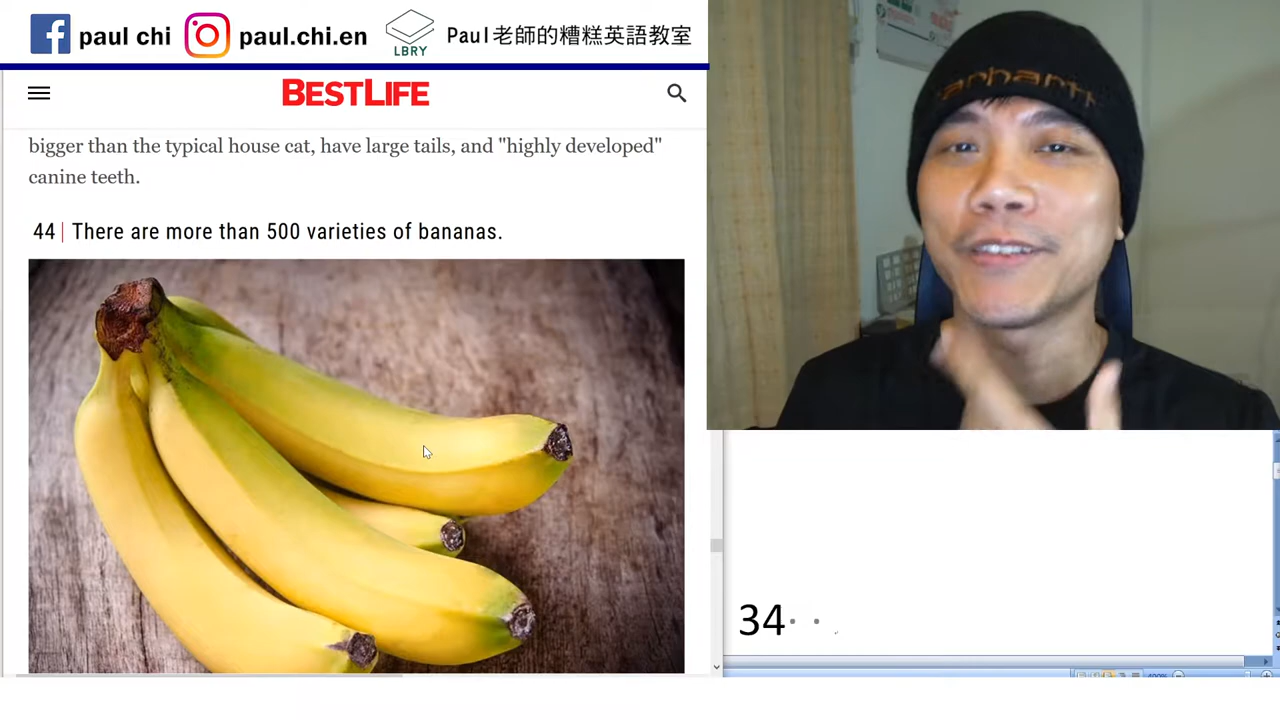 paul chi
paul.chi.en
LBRY
Paul老師的糟糕英語教室
BESTLIFE
bigger than the typical house cat, have large tails, and "highly developed"
canine teeth.
44 | There are more than 500 varieties of bananas.
carhartt
34